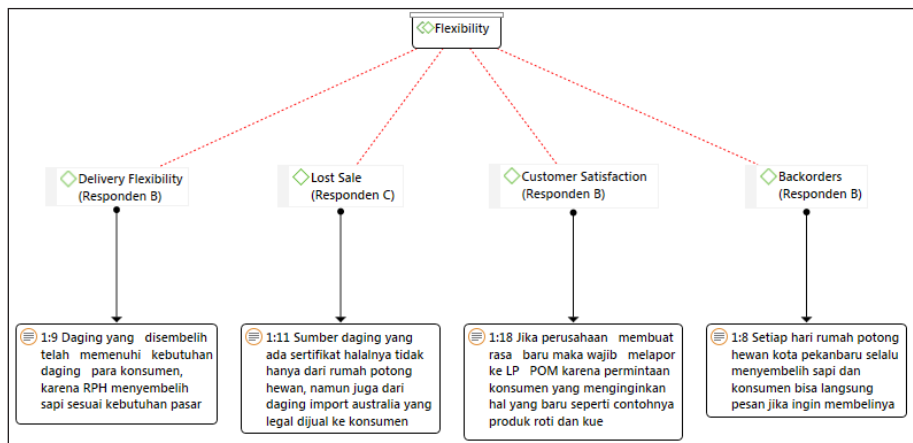 Flexibility
Delivery Flexibility
(Responden B)
Lost Sale
(Responden C)
Customer Satisfaction
(Responden B)
Backorders
(Responden B)
1:9 Daging yang disembelih
telah memenuhi kebutuhan
daging para konsumen,
karena RPH menyembelih
sapi sesuai kebutuhan pasar
1:11 Sumber daging yang
ada sertifikat halalnya tidak
hanya dari rumah potong
hewan, namun juga dari
daging import australia yang
legal dijual ke konsumen
1:18 Jika perusahaan membuat
rasa baru maka wajib melapor
ke LP POM karena permintaan
konsumen yang menginginkan
hal yang baru seperti contohnya
produk roti dan kue
1:8 Setiap hari rumah potong
hewan kota pekanbaru selalu
menyembelih sapi dan
konsumen bisa langsung
pesan jika ingin membelinya